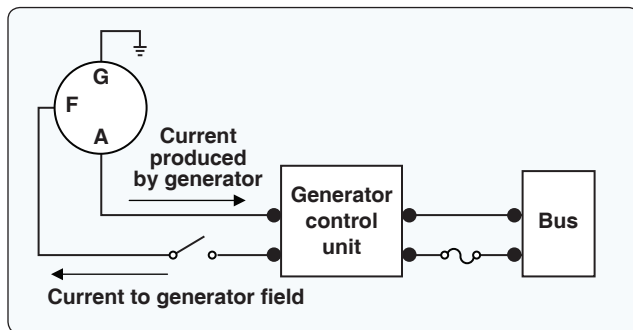 G
F
A
Current
produced
by generator
Generator
control
unit
Bus
Current to generator field